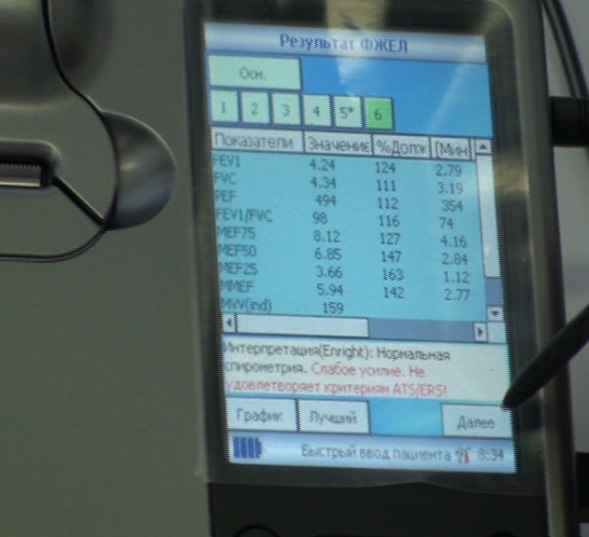 Результат ФЖЕЛ
Осн.
1 2 3 4 5* 6
Показатели Значение %Долж [Мин
FEV1 4.24 124 2.79
FVC 4.34 111 3.19
PEF 494 112 354
FEV1/FVC 98 116 74
MEF75 8.12 127 4.16
MEF50 6.85 147 2.84
MEF25 3.66 163 1.12
MMEF 5.94 142 2.77
MVV(ind) 159
Интерпретация(Enright): Нормальная
спирометрия. Слабое усилие. Не
удовлетворяет критериям ATS/ERS!
График Лучший Далее
Быстрый ввод пациента 8:34